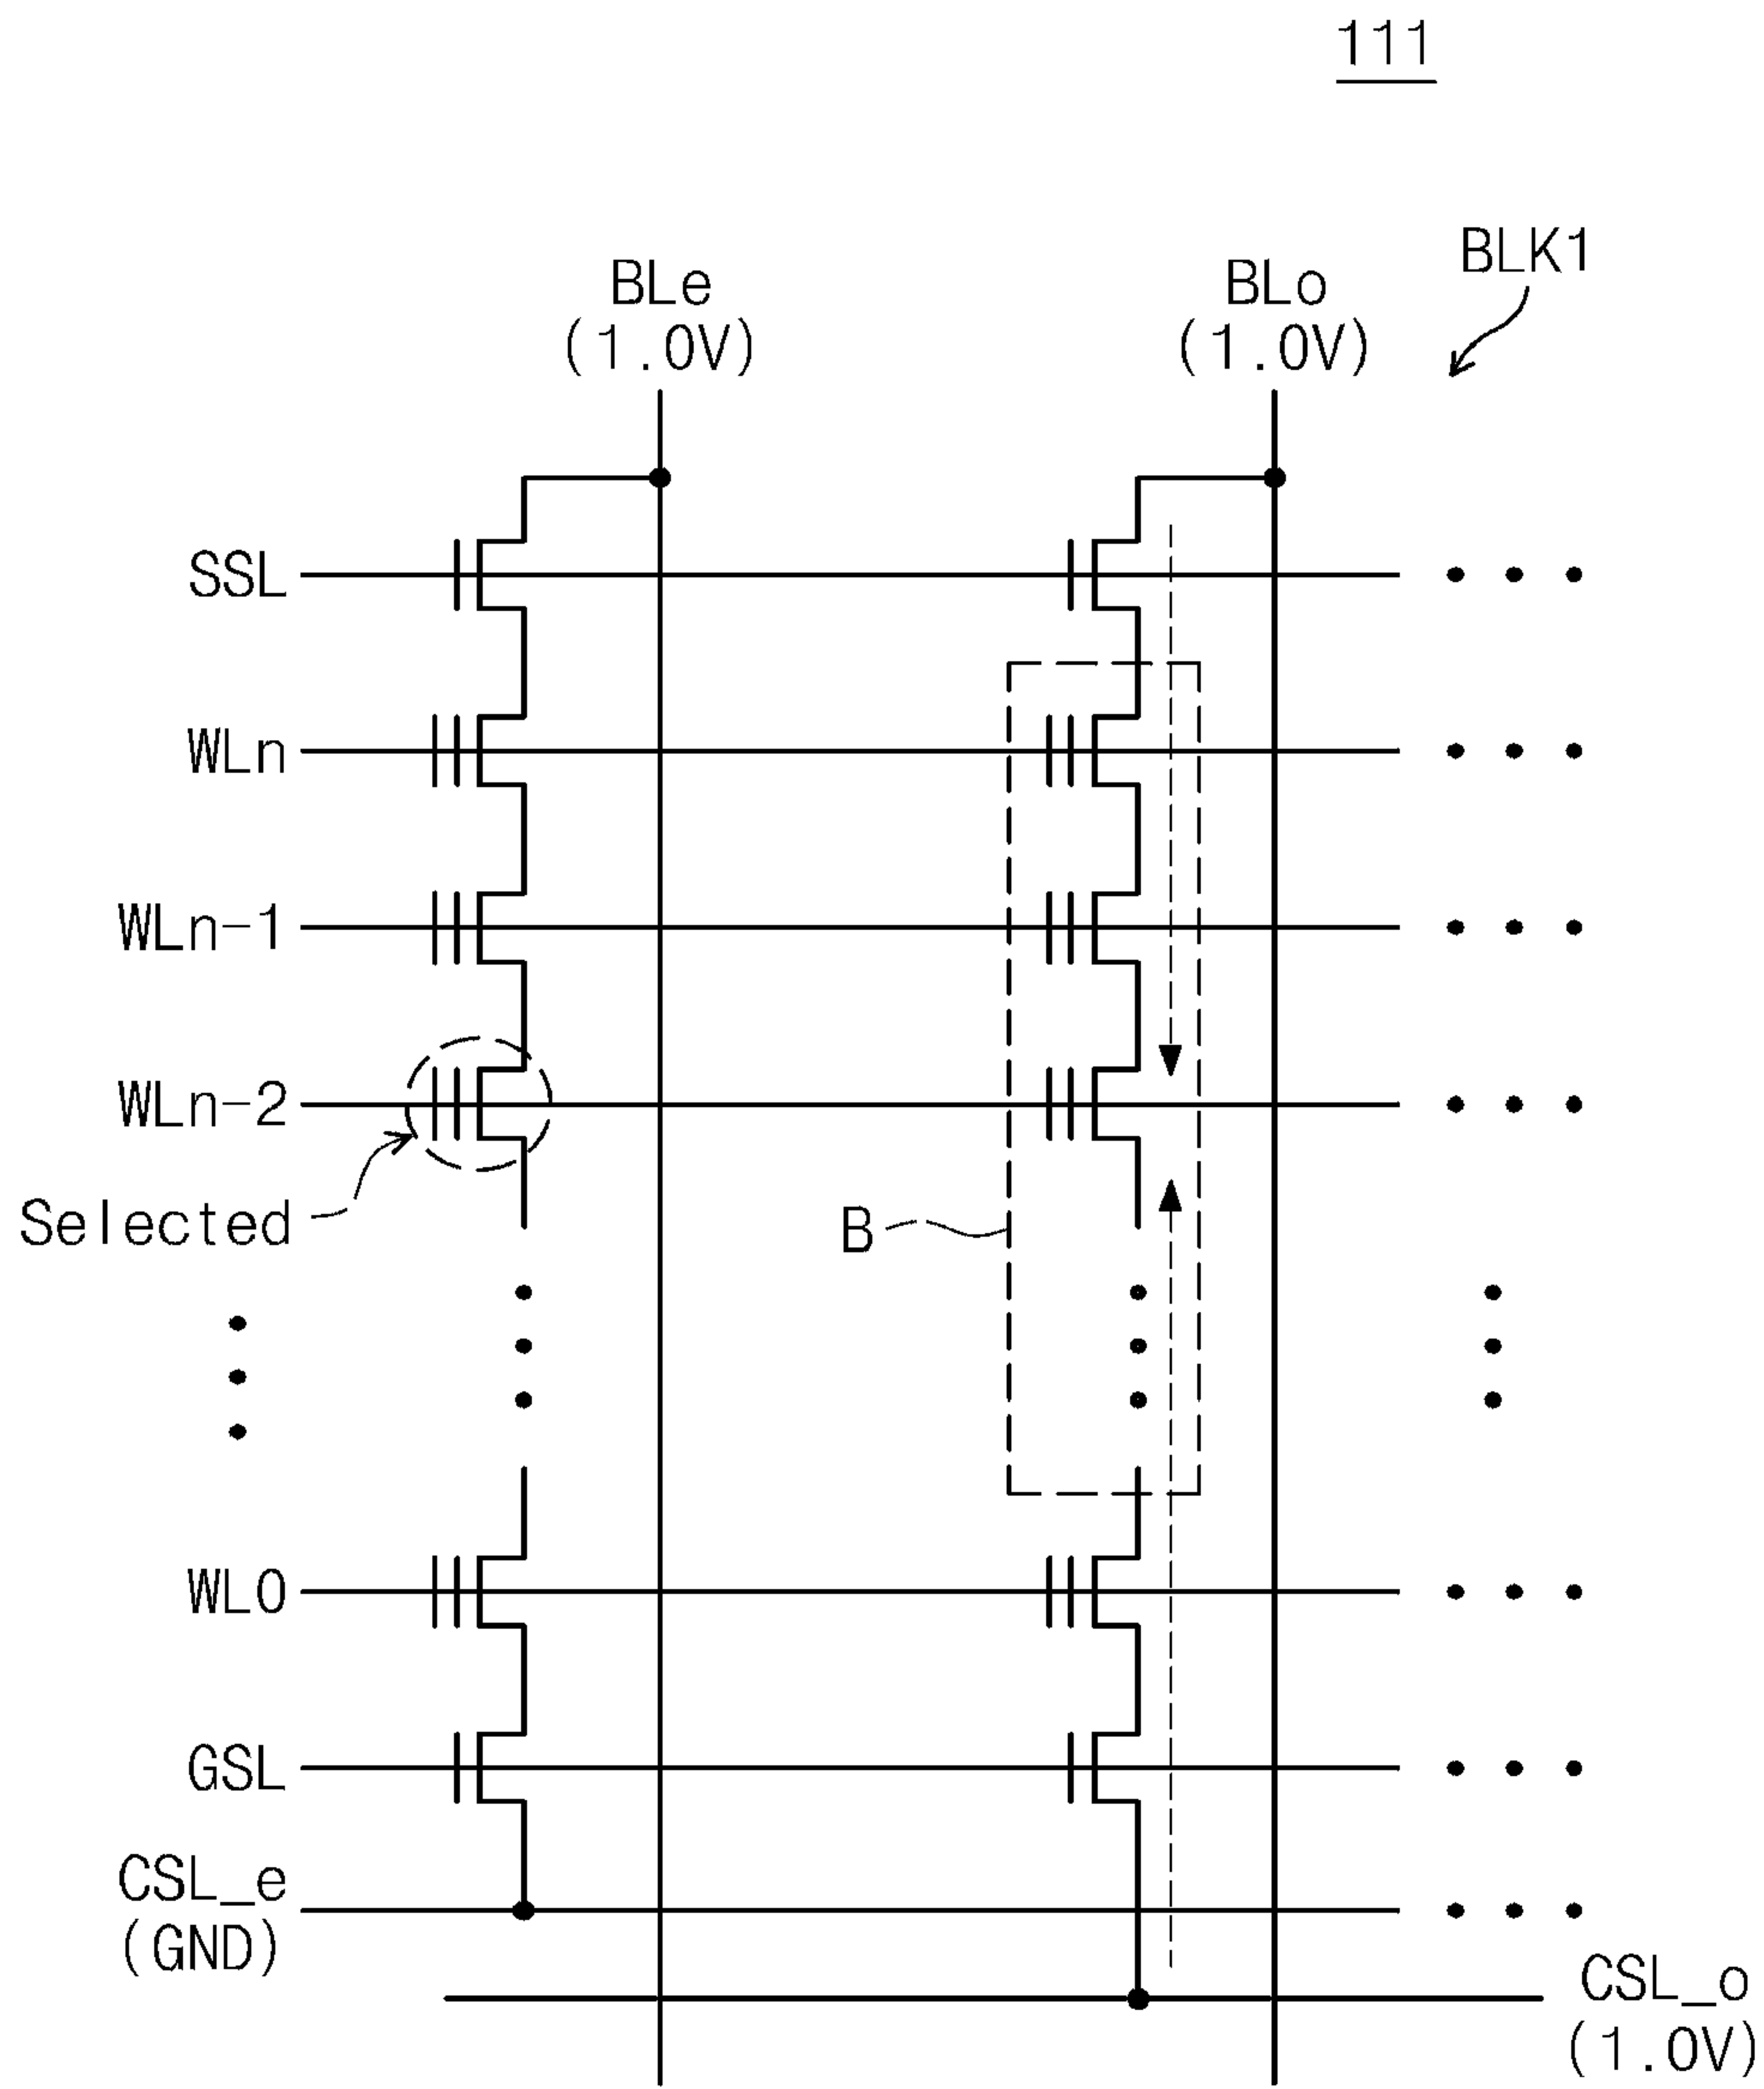 111
BLK1
BLe
(1.0V)
BLo
(1.0V)
SSL
WLn
WLn-1
WLn-2
Selected
B
WL0
GSL
CSL_e
(GND)
CSL_o
(1.0V)